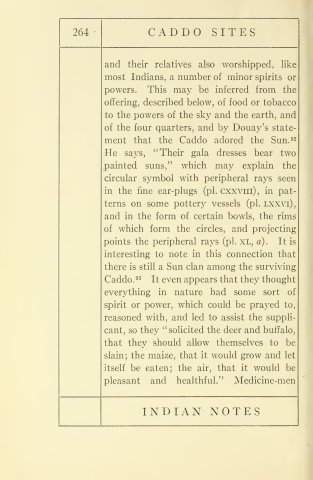 264
CADDO SITES
and their relatives also worshipped, like
most Indians, a number of minor spirits or
powers. This may be inferred from the
offering, described below, of food or tobacco
to the powers of the sky and the earth, and
of the four quarters, and by Douay's state-
ment that the Caddo adored the Sun.²²
He says, "Their gala dresses bear two
painted suns," which may explain the
circular symbol with peripheral rays seen
in the fine ear-plugs (pl. CXXVIII), in pat-
terns on some pottery vessels (pl. LXXVI),
and in the form of certain bowls, the rims
of which form the circles, and projecting
points the peripheral rays (pl. XL, a). It is
interesting to note in this connection that
there is still a Sun clan among the surviving
Caddo.²³ It even appears that they thought
everything in nature had some sort of
spirit or power, which could be prayed to,
reasoned with, and led to assist the suppli-
cant, so they "solicited the deer and buffalo,
that they should allow themselves to be
slain; the maize, that it would grow and let
itself be eaten; the air, that it would be
pleasant and healthful." Medicine-men
INDIAN NOTES